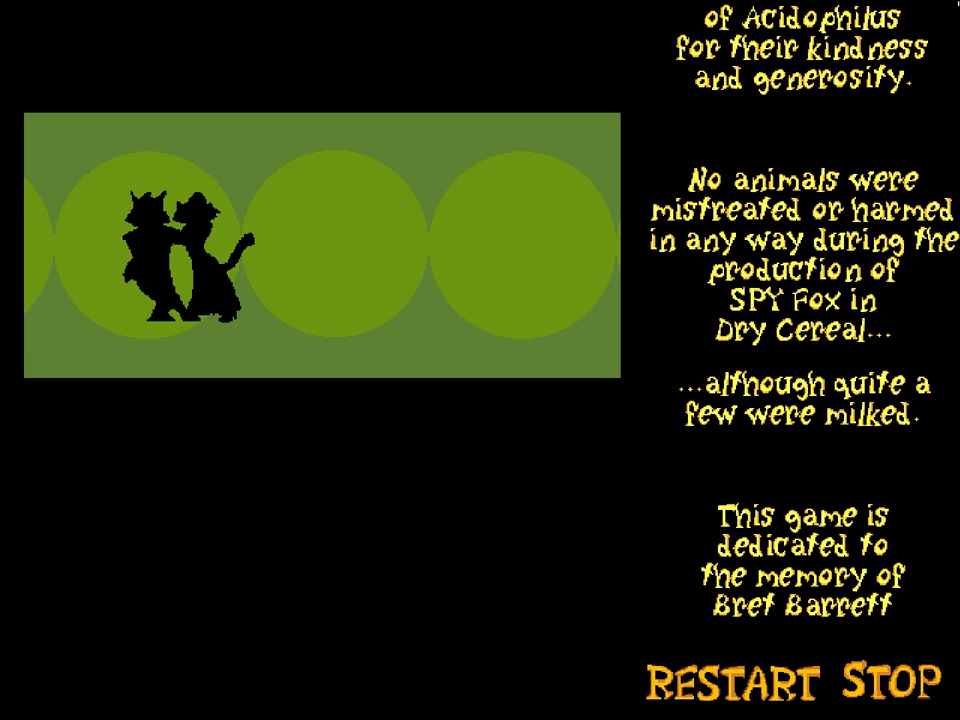 of Acidophilus
for their kindness
and generosity.
No animals were
mistreated or harmed
in any way during the
production of
SPY Fox in
Dry Cereal...
...although quite a
few were milked.
This game is
dedicated to
the memory of
Bret Barrett
RESTART STOP